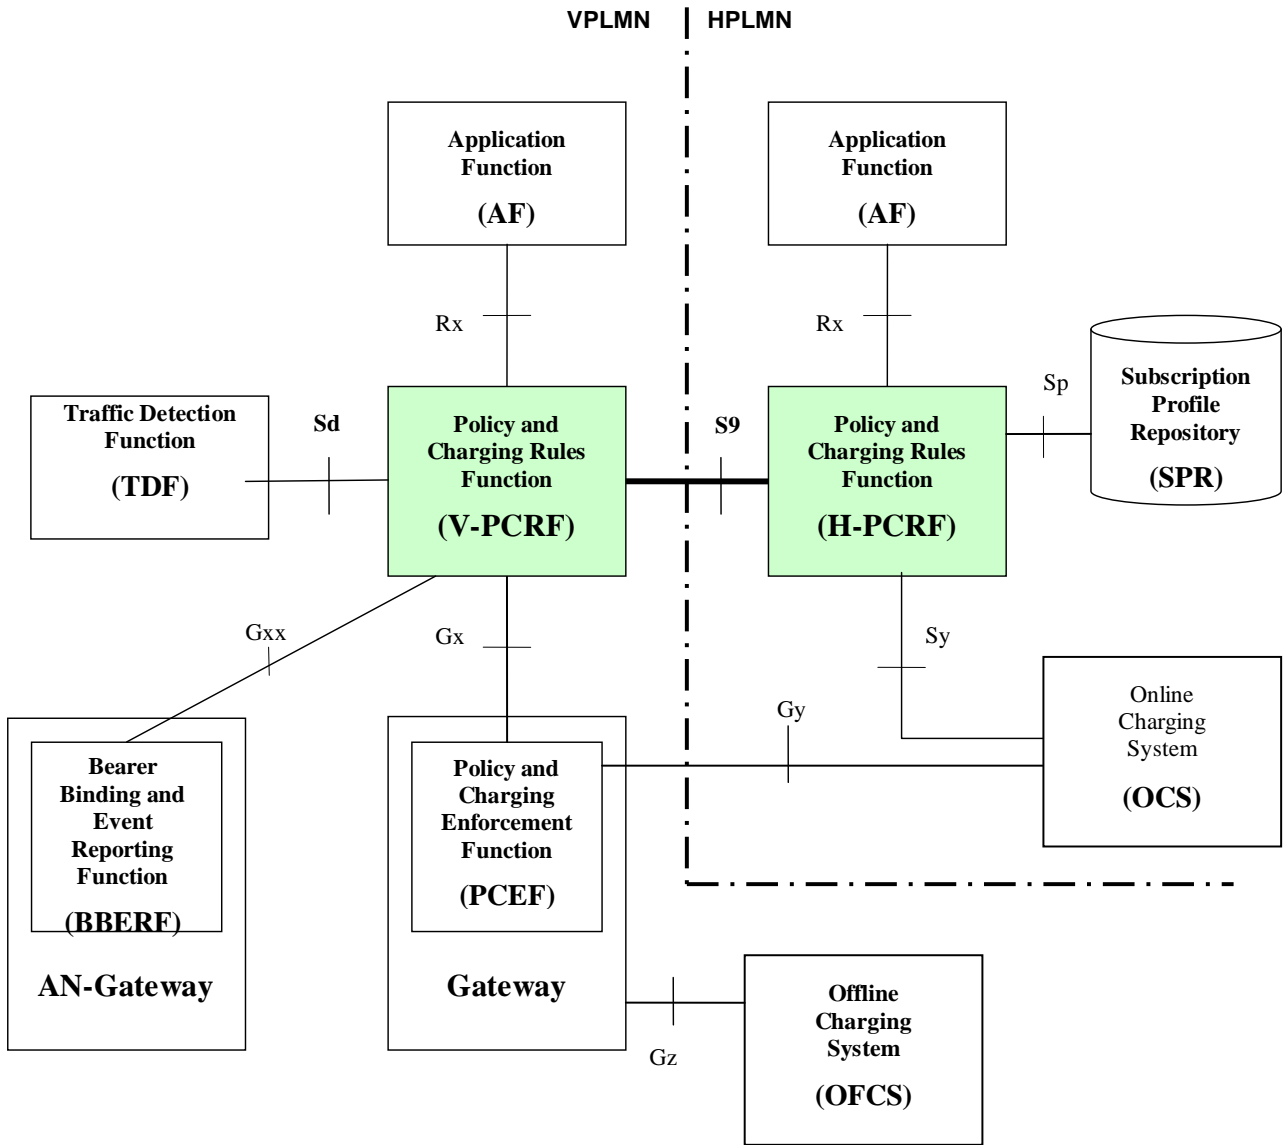 VPLMN
HPLMN
Application
Function
(AF)
Application
Function
(AF)
Rx
Rx
Traffic Detection
Function
(TDF)
Sd
Policy and
Charging Rules
Function
(V-PCRF)
S9
Policy and
Charging Rules
Function
(H-PCRF)
Sp
Subscription
Profile
Repository
(SPR)
Gxx
Gx
Sy
Gy
Bearer
Binding and
Event
Reporting
Function
(BBERF)
AN-Gateway
Policy and
Charging
Enforcement
Function
(PCEF)
Gateway
Online
Charging
System
(OCS)
Gz
Offline
Charging
System
(OFCS)